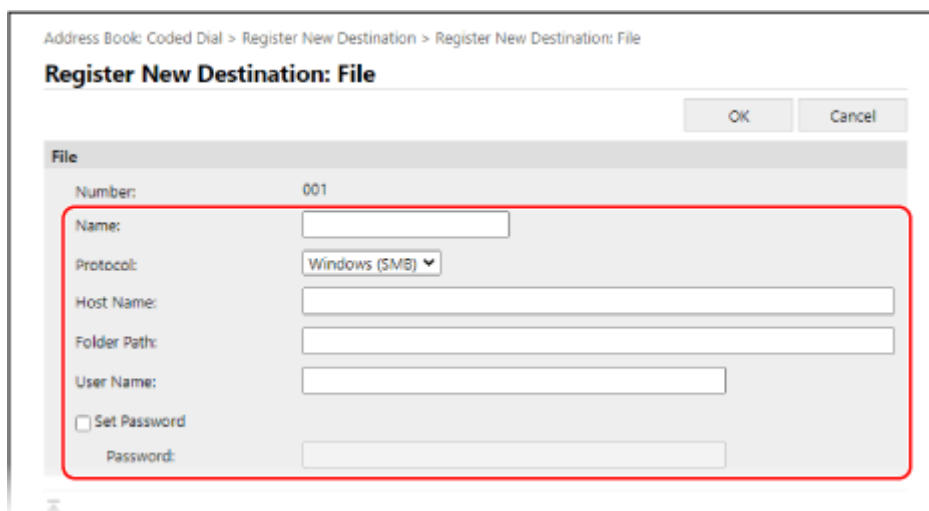 Address Book: Coded Dial > Register New Destination > Register New Destination: File
Register New Destination: File
OK Cancel
File
Number: 001
Name:
Protocol: Windows (SMB)
Host Name:
Folder Path:
User Name:
Set Password
Password: